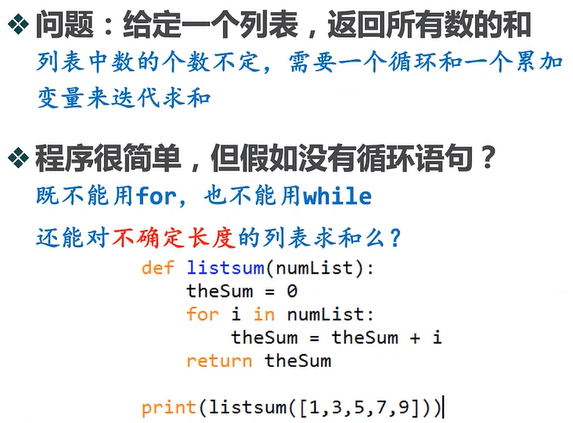 ❖问题：给定一个列表，返回所有数的和
列表中数的个数不定，需要一个循环和一个累加
变量来迭代求和
❖程序很简单，但假如没有循环语句？
既不能用for，也不能用while
还能对不确定长度的列表求和么？
def listsum(numList):
    theSum = 0
    for i in numList:
        theSum = theSum + i
    return theSum
print(listsum([1,3,5,7,9]))